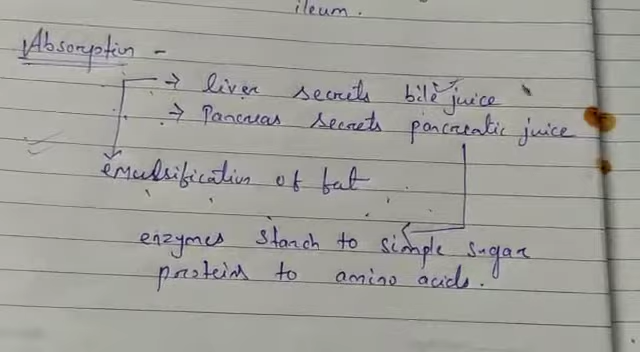 ileum.
Absorption -
→ liver secrets bile juice
→ Pancreas secrets pancreatic juice
emulsification of fat
enzymes starch to simple sugar
proteins to amino acids.